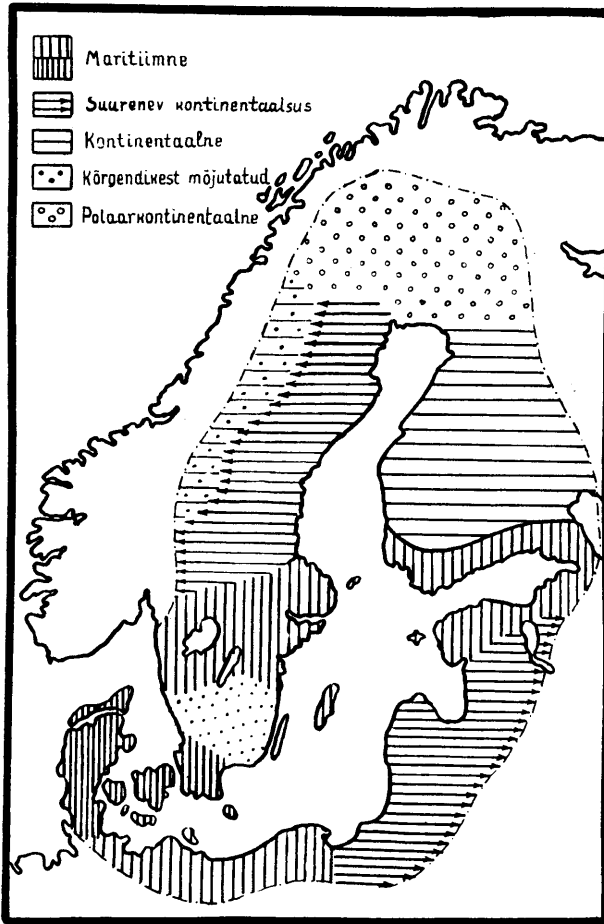 Maritiimne
Suurenev kontinentaalsus
Kontinentaalne
Kõrgendikest mõjutatud
Polaarkontinentaalne